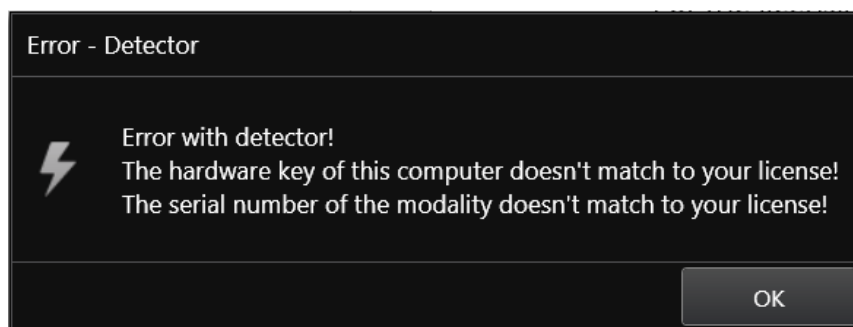 Error - Detector
Error with detector!
The hardware key of this computer doesn't match to your license!
The serial number of the modality doesn't match to your license!
OK